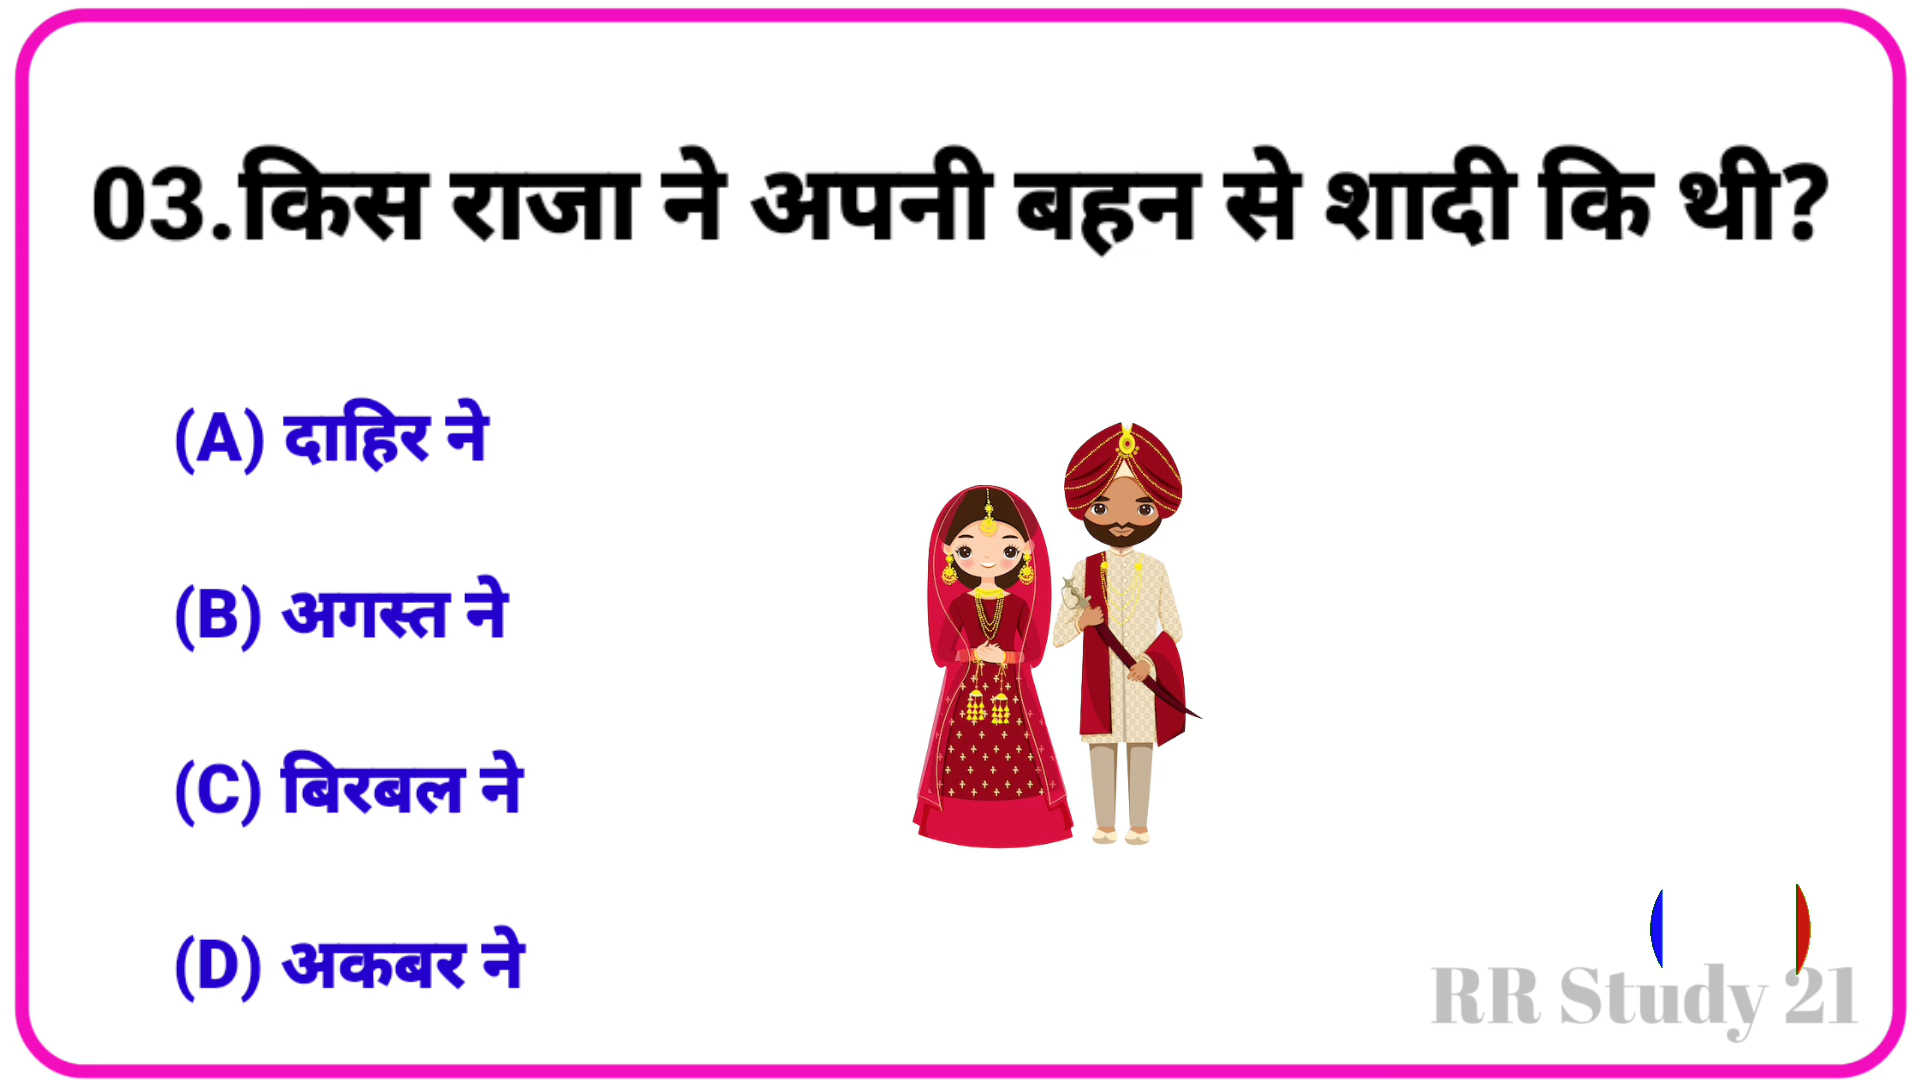 03.किस राजा ने अपनी बहन से शादी कि थी?
(A) दाहिर ने
(B) अगस्त ने
(C) बिरबल ने
(D) अकबर ने
RR Study 21